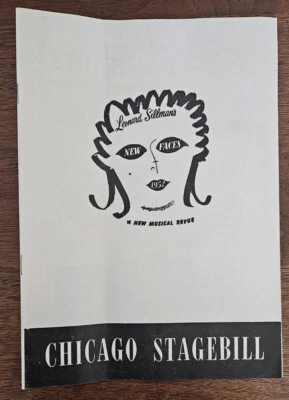 Leonard Sillman's
NEW FACES
1952
A NEW MUSICAL REVUE
CHICAGO STAGEBILL